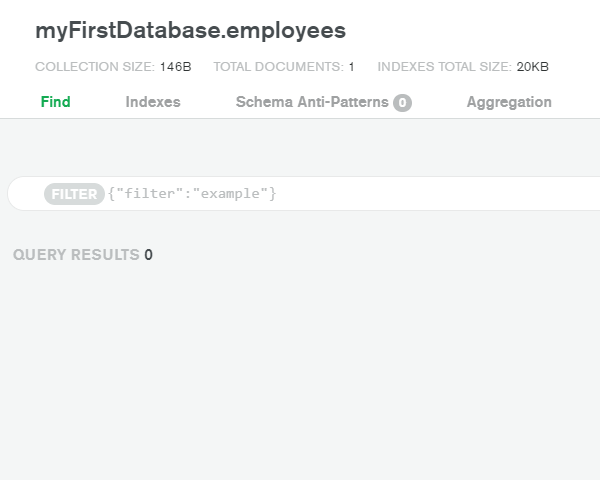 myFirstDatabase.employees
COLLECTION SIZE: 146B TOTAL DOCUMENTS: 1 INDEXES TOTAL SIZE: 20KB
Find Indexes Schema Anti-Patterns 0 Aggregation
FILTER {"filter":"example"}
QUERY RESULTS 0